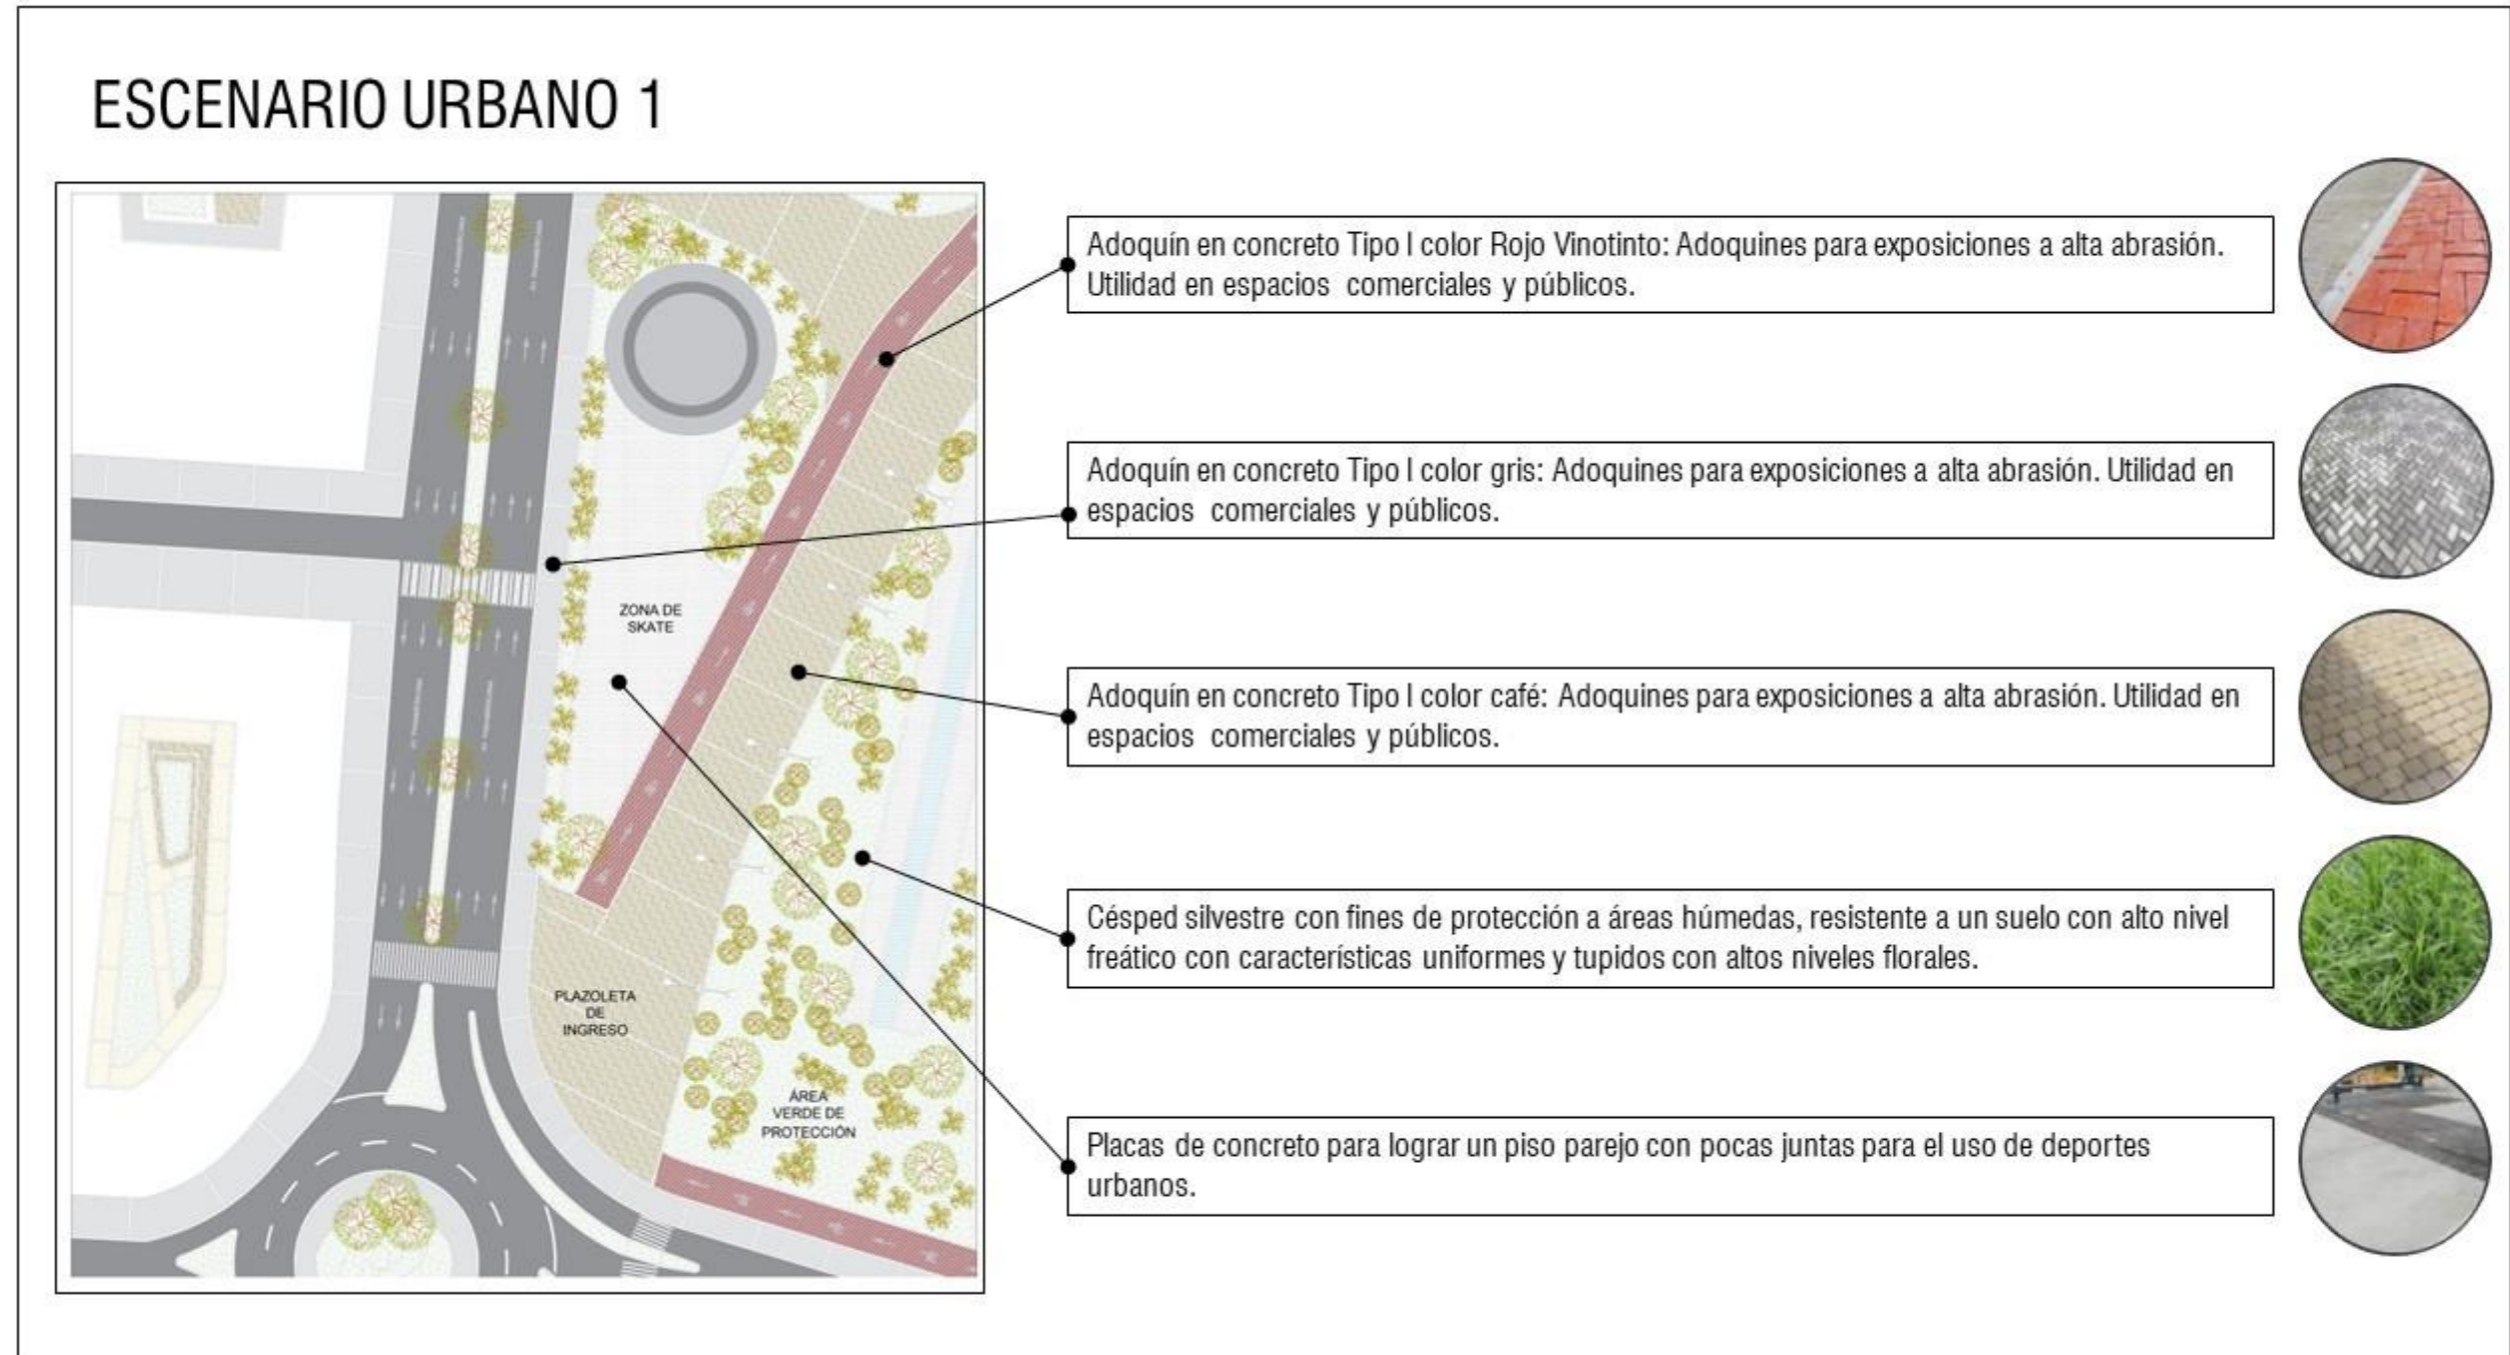 ESCENARIO URBANO 1
Adoquín en concreto Tipo I color Rojo Vinotinto: Adoquines para exposiciones a alta abrasión.
Utilidad en espacios comerciales y públicos.
Adoquín en concreto Tipo I color gris: Adoquines para exposiciones a alta abrasión. Utilidad en
espacios comerciales y públicos.
ZONA DE
SKATE
Adoquín en concreto Tipo I color café: Adoquines para exposiciones a alta abrasión. Utilidad en
espacios comerciales y públicos.
Césped silvestre con fines de protección a áreas húmedas, resistente a un suelo con alto nivel
freático con características uniformes y tupidos con altos niveles florales.
PLAZOLETA
DE
INGRESO
ÁREA
VERDE DE
PROTECCIÓN
Placas de concreto para lograr un piso parejo con pocas juntas para el uso de deportes
urbanos.